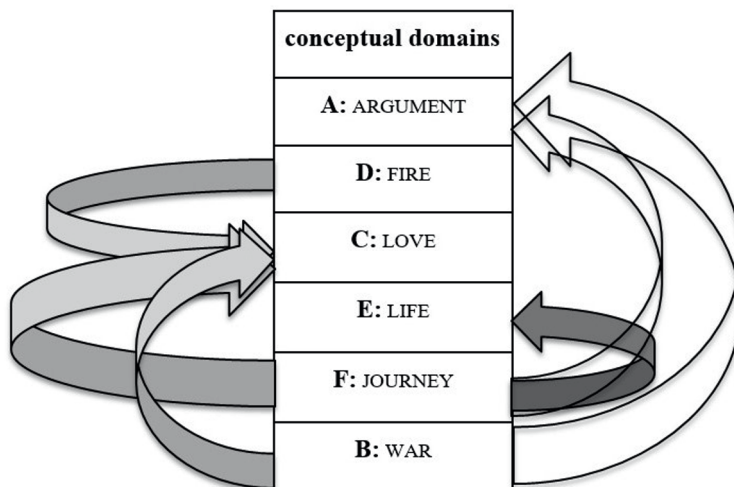 conceptual domains
A: ARGUMENT
D: FIRE
C: LOVE
E: LIFE
F: JOURNEY
B: WAR